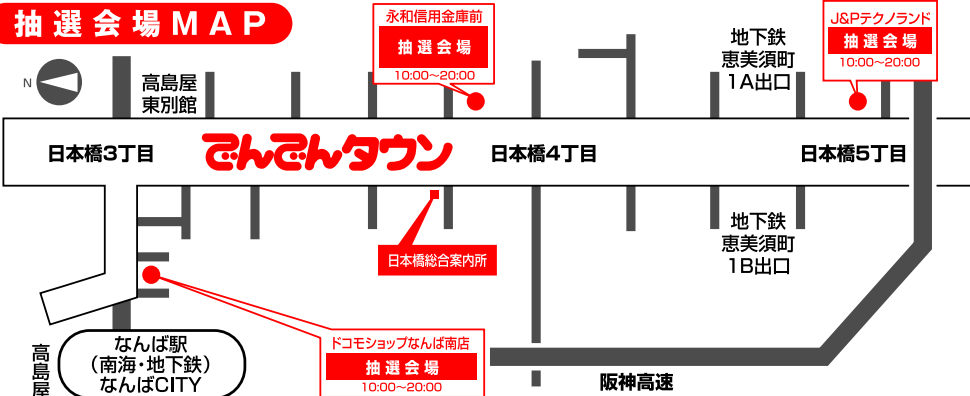 抽選会場MAP
永和信用金庫前
抽選会場
10:00～20:00
J&Pテクノランド
抽選会場
10:00～20:00
地下鉄
恵美須町
1A出口
N
高島屋
東別館
日本橋3丁目
でんでんタウン
日本橋4丁目
日本橋5丁目
地下鉄
恵美須町
1B出口
日本橋総合案内所
ドコモショップなんば南店
抽選会場
10:00～20:00
なんば駅
(南海・地下鉄)
なんばCITY
高島屋
阪神高速